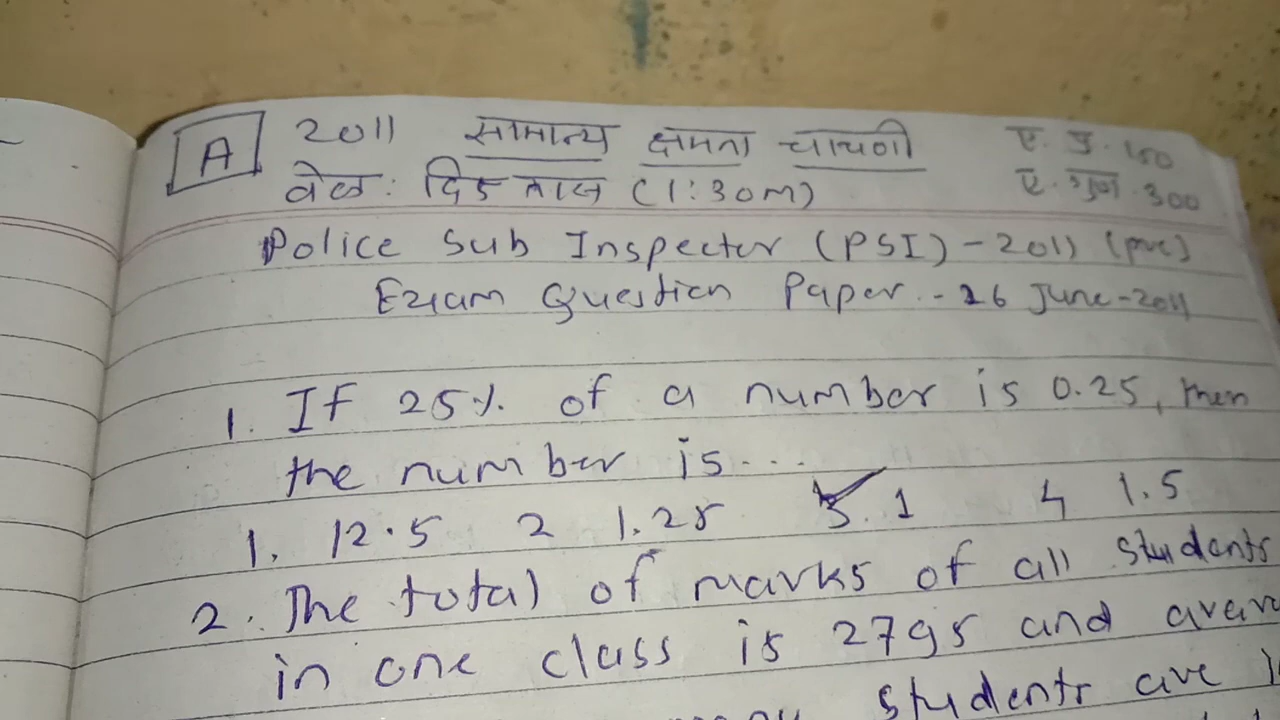 A 2011 सामान्य क्षमता चाचणी ए. प्र. 150
वेळ: दिड तास (1:30m) ए. गुण. 300
Police Sub Inspector (PSI) - 2011 (pre)
Exam Question Paper. - 26 June - 2011
1. If 25% of a number is 0.25, then
the number is...
1. 12.5 2 1.25 3. 1 4 1.5
2. The total of marks of all students
in one class is 2795 and
students are